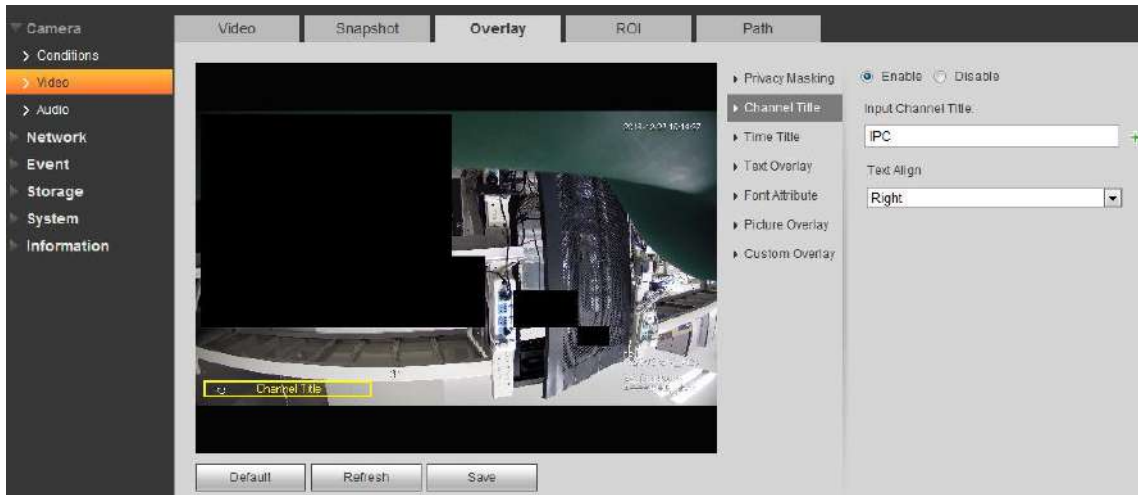 Camera
Conditions
Video
Audio
Network
Event
Storage
System
Information
Video
Snapshot
Overlay
ROI
Path
Channel Title
Default
Refresh
Save
Privacy Masking
Channel Title
Time Title
Text Overlay
Font Attribute
Picture Overlay
Custom Overlay
Enable
Disable
Input Channel Title:
IPC
Text Align
Right